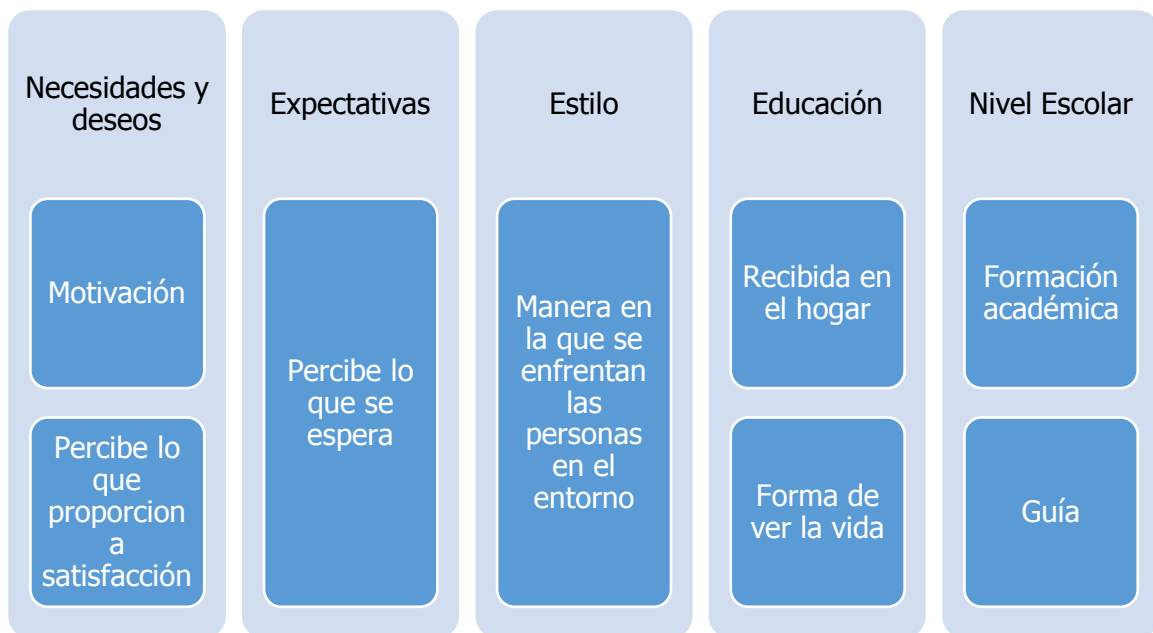 Necesidades y
deseos
Motivación
Percibe lo
que
proporcion
a
satisfacción
Expectativas
Percibe lo
que se
espera
Estilo
Manera en
la que se
enfrentan
las
personas
en el
entorno
Educación
Recibida en
el hogar
Forma de
ver la vida
Nivel Escolar
Formación
académica
Guía